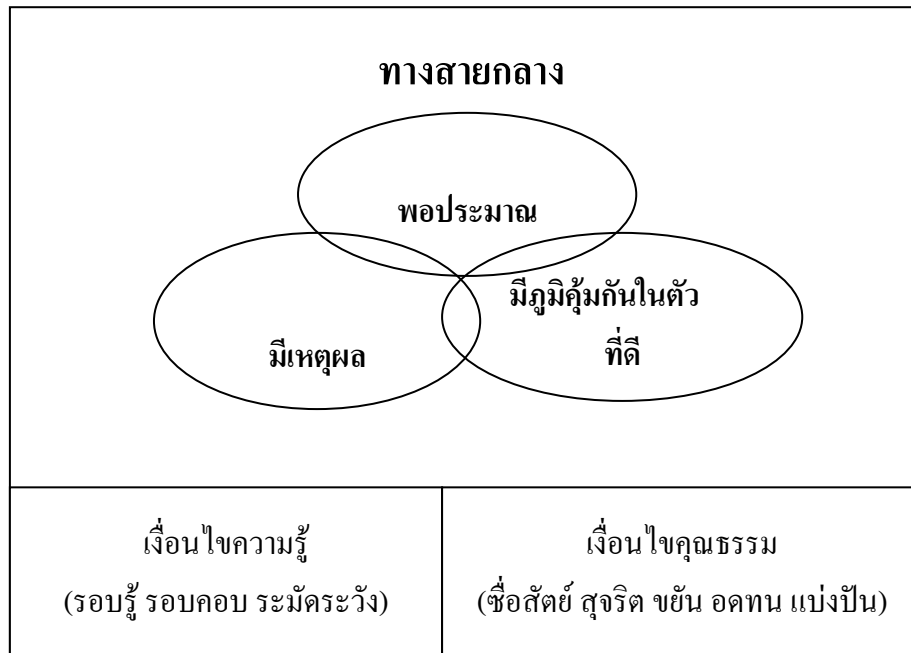 ทางสายกลาง
พอประมาณ
มีเหตุผล
มีภูมิคุ้มกันในตัว
ที่ดี
เงื่อนไขความรู้
(รอบรู้ รอบคอบ ระมัดระวัง)
เงื่อนไขคุณธรรม
(ซื่อสัตย์ สุจริต ขยัน อดทน แบ่งปัน)